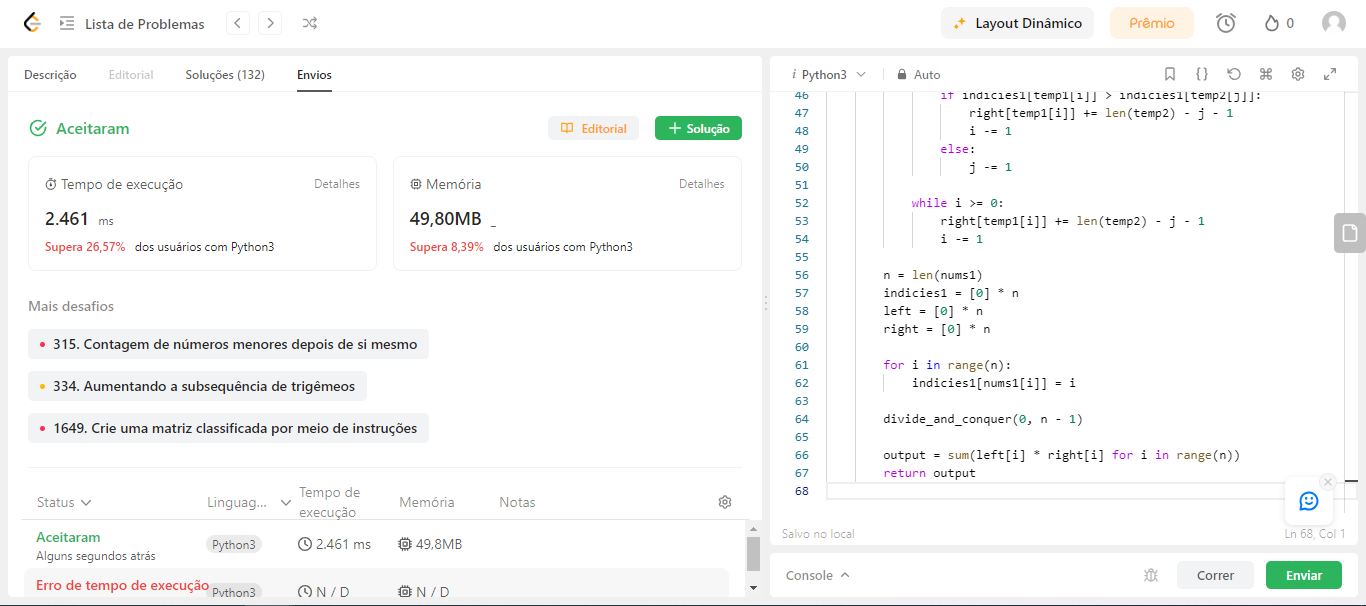 Lista de Problemas
Layout Dinâmico
Prêmio
0
Descrição
Editorial
Soluções (132)
Envios
Aceitaram
Editorial
+ Solução
Tempo de execução
Detalhes
2.461 ms
Supera 26,57% dos usuários com Python3
Memória
Detalhes
49,80MB _
Supera 8,39% dos usuários com Python3
Mais desafios
315. Contagem de números menores depois de si mesmo
334. Aumentando a subsequência de trigêmeos
1649. Crie uma matriz classificada por meio de instruções
Status
Linguag...
Tempo de
execução
Memória
Notas
Aceitaram
Alguns segundos atrás
Python3
2.461 ms
49,8MB
Erro de tempo de execução
Python3
N / D
N / D
i Python3
Auto
46 if indicies1[temp1[i]] > indicies1[temp2[j]]:
47 right[temp1[i]] += len(temp2) - j - 1
48 i -= 1
49 else:
50 j -= 1
51
52 while i >= 0:
53 right[temp1[i]] += len(temp2) - j - 1
54 i -= 1
55
56 n = len(nums1)
57 indicies1 = [0] * n
58 left = [0] * n
59 right = [0] * n
60
61 for i in range(n):
62 indicies1[nums1[i]] = i
63
64 divide_and_conquer(0, n - 1)
65
66 output = sum(left[i] * right[i] for i in range(n))
67 return output
68
Salvo no local
Ln 68, Col 1
Console
Correr
Enviar